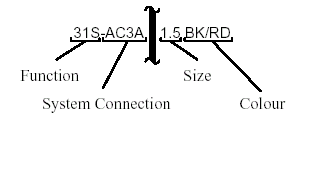 31S-AC3A 1.5 BK/RD
Function Size
System Connection Colour